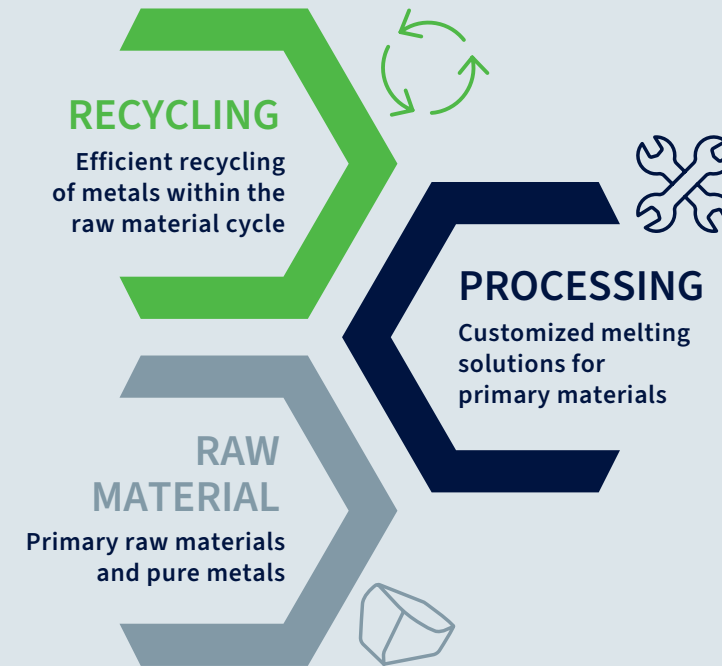 RECYCLING
Efficient recycling
of metals within the
raw material cycle
PROCESSING
Customized melting
solutions for
primary materials
RAW
MATERIAL
Primary raw materials
and pure metals